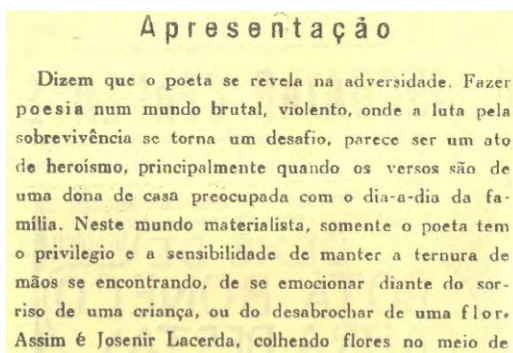 Apresentação
Dizem que o poeta se revela na adversidade. Fazer
poesia num mundo brutal, violento, onde a luta pela
sobrevivência se torna um desafio, parece ser um ato
de heroísmo, principalmente quando os versos são de
uma dona de casa preocupada com o dia-a-dia da fa-
mília. Neste mundo materialista, somente o poeta tem
o privilegio e a sensibilidade de manter a ternura de
mãos se encontrando, de se emocionar diante do sor-
riso de uma criança, ou do desabrochar de uma flor.
Assim é Josenir Lacerda, colhendo flores no meio de